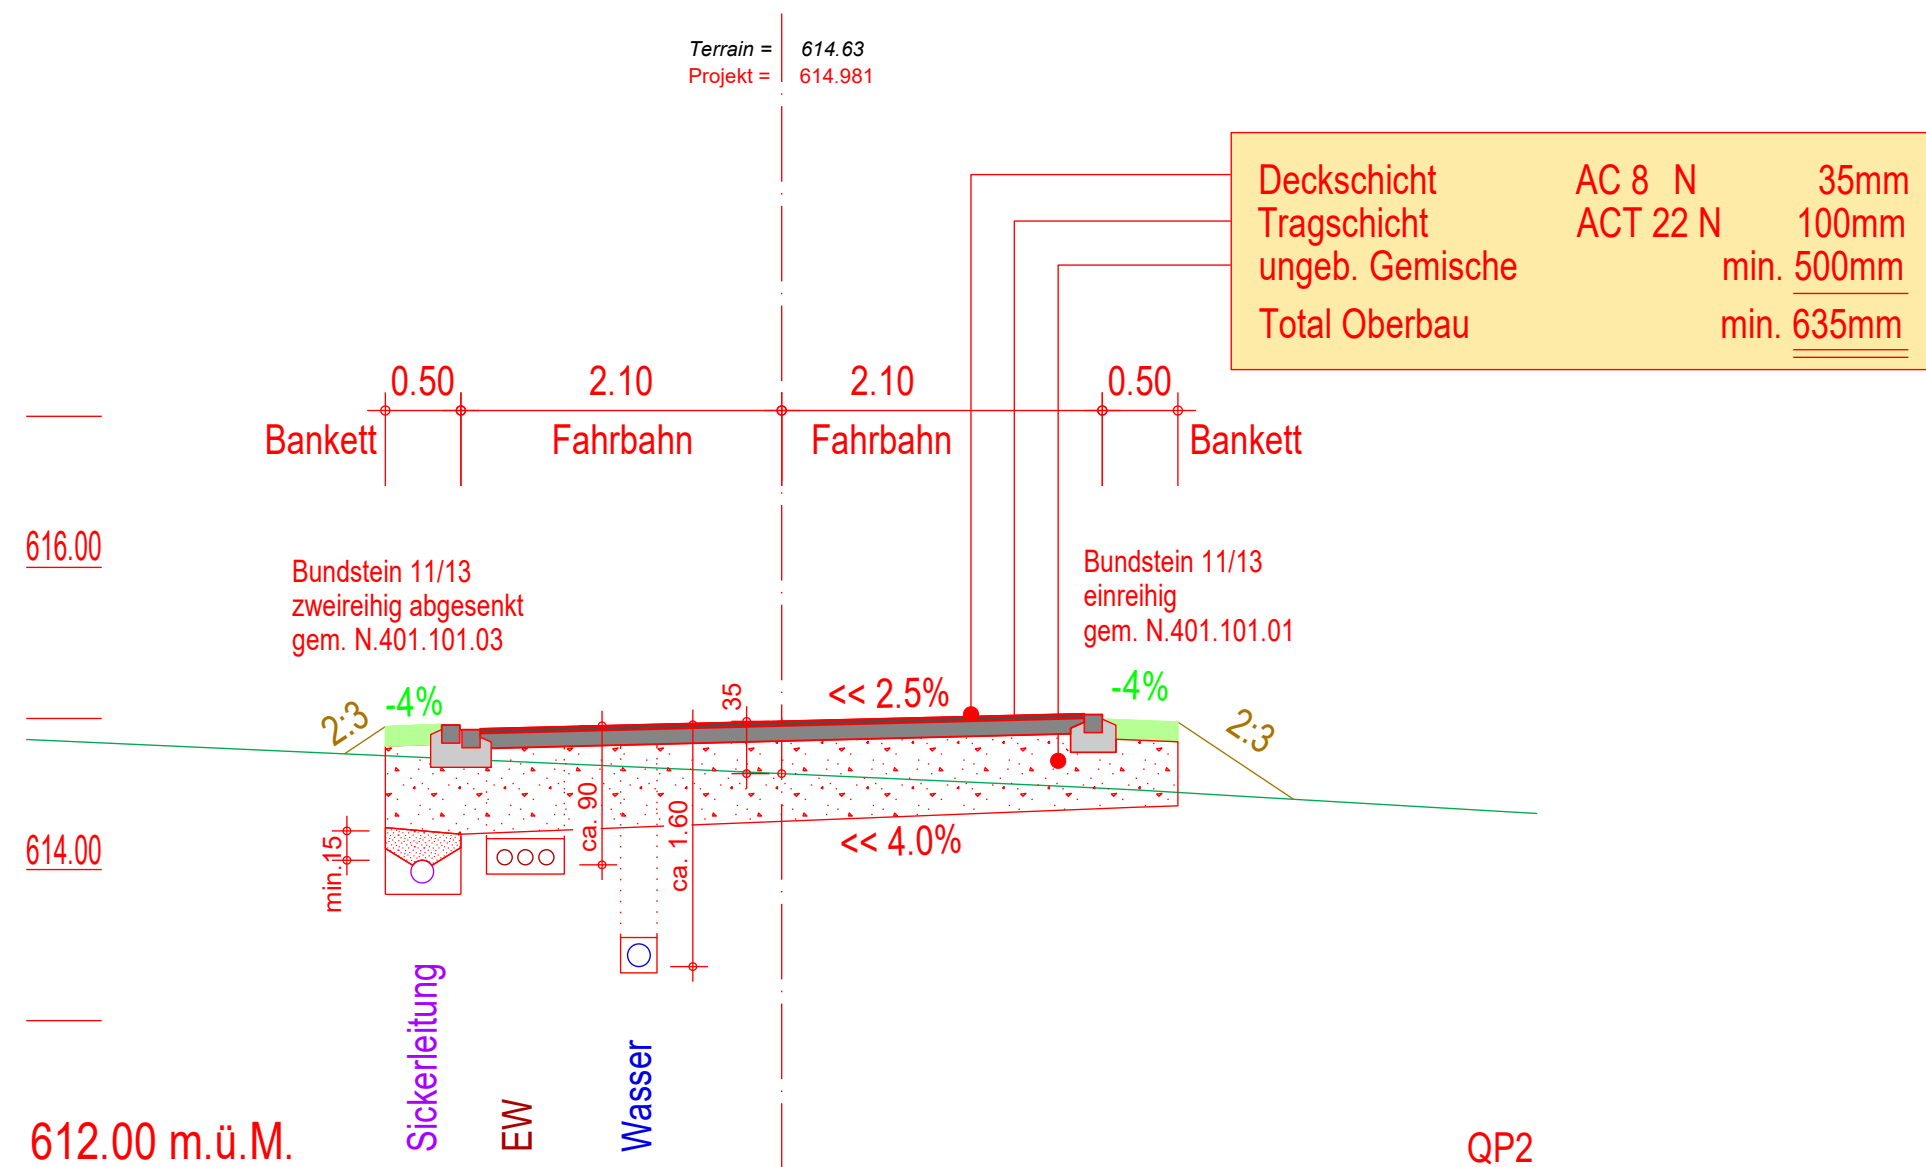 Terrain = 614.63
Projekt = 614.981
Deckschicht AC 8 N 35mm
Tragschicht ACT 22 N 100mm
ungeb. Gemische min. 500mm
Total Oberbau min. 635mm
0.50 2.10 2.10 0.50
Bankett Fahrbahn Fahrbahn Bankett
616.00
Bundstein 11/13
zweireihig abgesenkt
gem. N.401.101.03
Bundstein 11/13
einreihig
gem. N.401.101.01
2:3
-4%
35
<< 2.5%
-4%
2:3
614.00
min. 15
ca. 90
ca. 1.60
<< 4.0%
Sickerleitung
EW
Wasser
612.00 m.ü.M.
QP2